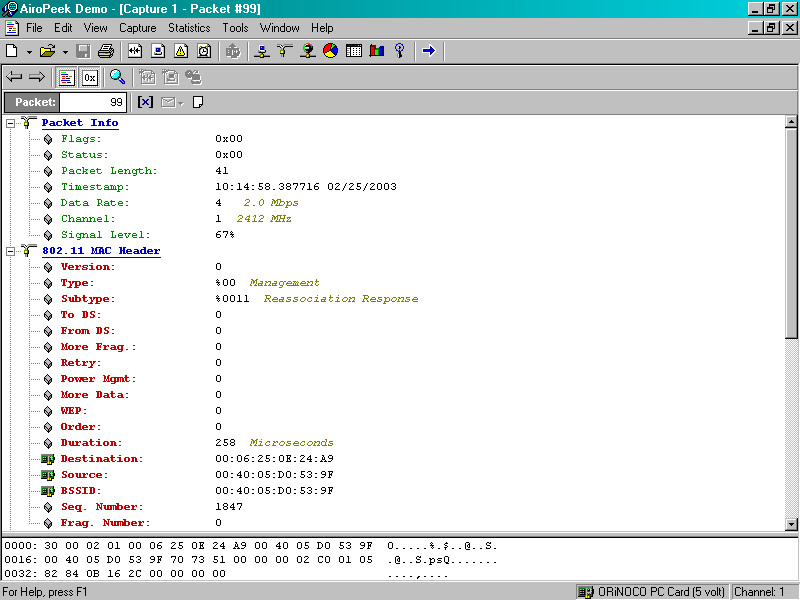 AiroPeek Demo - [Capture 1 - Packet #99]
File Edit View Capture Statistics Tools Window Help
0x
Packet: 99
Packet Info
Flags: 0x00
Status: 0x00
Packet Length: 41
Timestamp: 10:14:58.387716 02/25/2003
Data Rate: 4 2.0 Mbps
Channel: 1 2412 MHz
Signal Level: 67%
802.11 MAC Header
Version: 0
Type: %00 Management
Subtype: %0011 Reassociation Response
To DS: 0
From DS: 0
More Frag.: 0
Retry: 0
Power Mgmt: 0
More Data: 0
WEP: 0
Order: 0
Duration: 258 Microseconds
Destination: 00:06:25:0E:24:A9
Source: 00:40:05:D0:53:9F
BSSID: 00:40:05:D0:53:9F
Seq. Number: 1847
Frag. Number: 0
0000: 30 00 02 01 00 06 25 0E 24 A9 00 40 05 D0 53 9F 0.....%.$..@..S.
0016: 00 40 05 D0 53 9F 70 73 51 00 00 00 02 C0 01 05 .@..S.psQ.......
0032: 82 84 0B 16 2C 00 00 00 00 ....,....
For Help, press F1 ORiNOCO PC Card (5 volt) Channel: 1